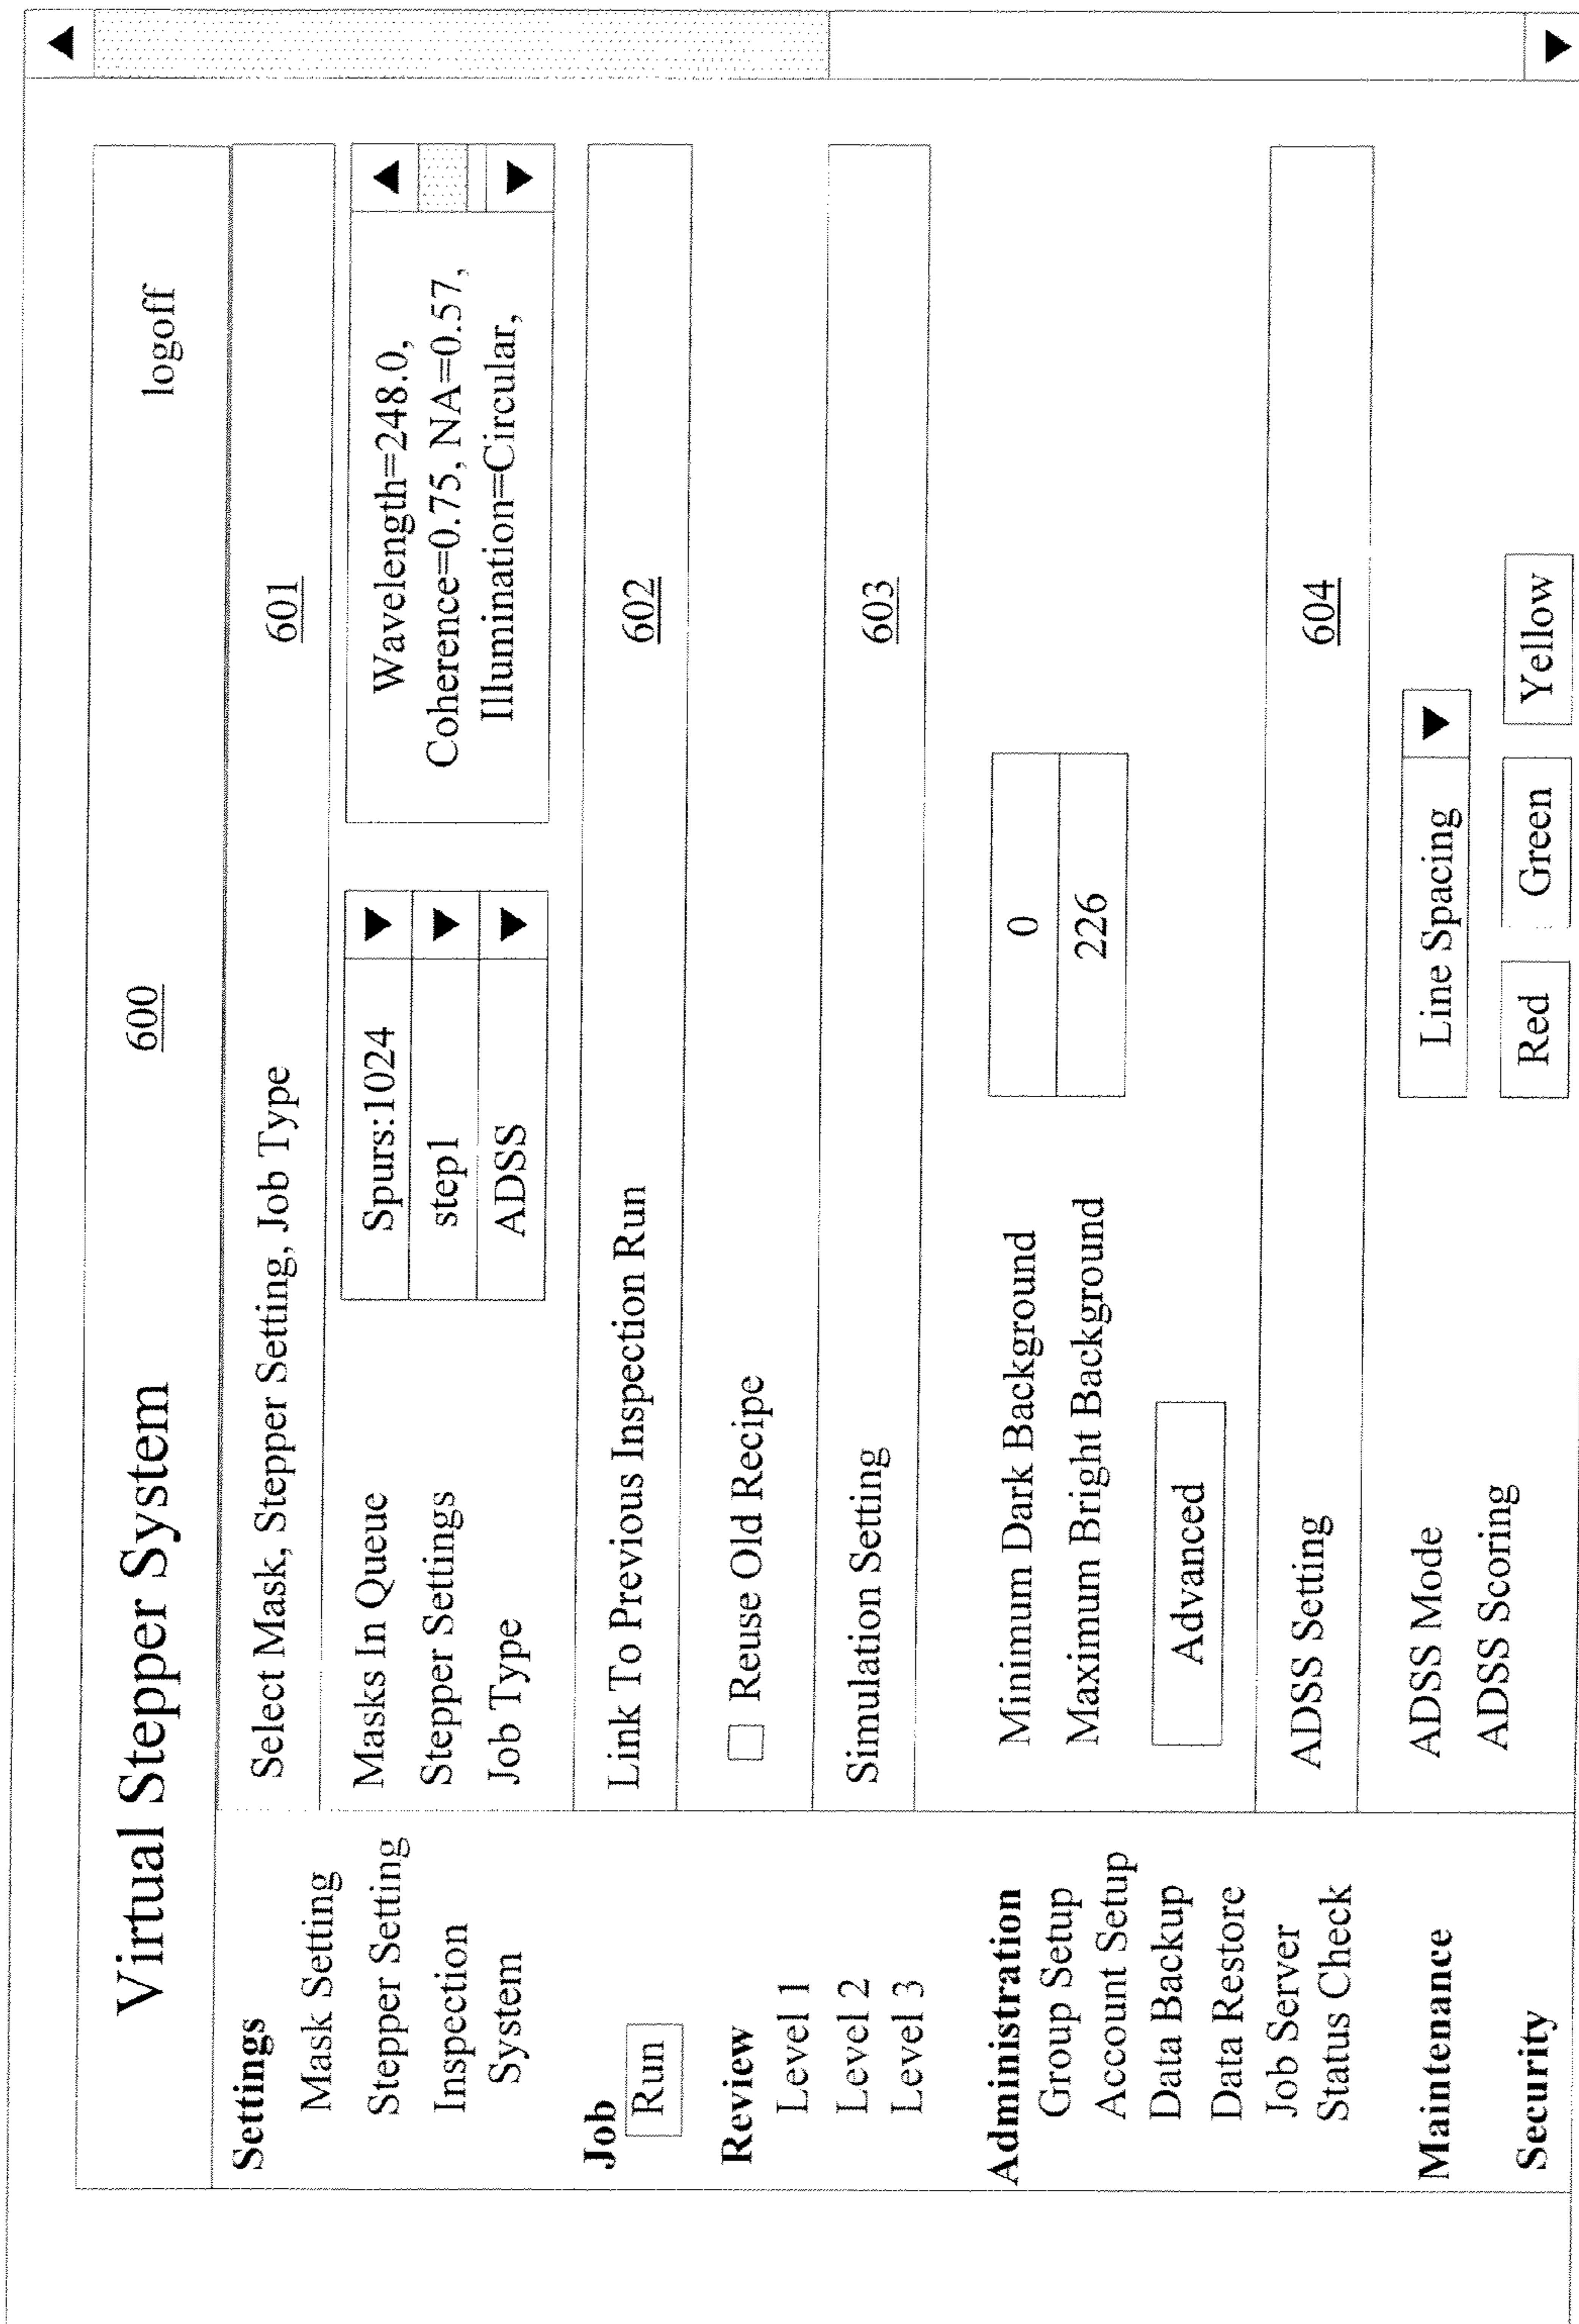 Virtual Stepper System
600
logoff
Settings
Mask Setting
Stepper Setting
Inspection
System
Job
Run
Review
Level 1
Level 2
Level 3
Administration
Group Setup
Account Setup
Data Backup
Data Restore
Job Server
Status Check
Maintenance
Security
Select Mask, Stepper Setting, Job Type
601
Masks In Queue
Spurs:1024
Stepper Settings
step1
Job Type
ADSS
Wavelength=248.0,
Coherence=0.75, NA=0.57,
Illumination=Circular,
Link To Previous Inspection Run
602
Reuse Old Recipe
Simulation Setting
603
Minimum Dark Background
0
Maximum Bright Background
226
Advanced
ADSS Setting
604
ADSS Mode
Line Spacing
ADSS Scoring
Red
Green
Yellow